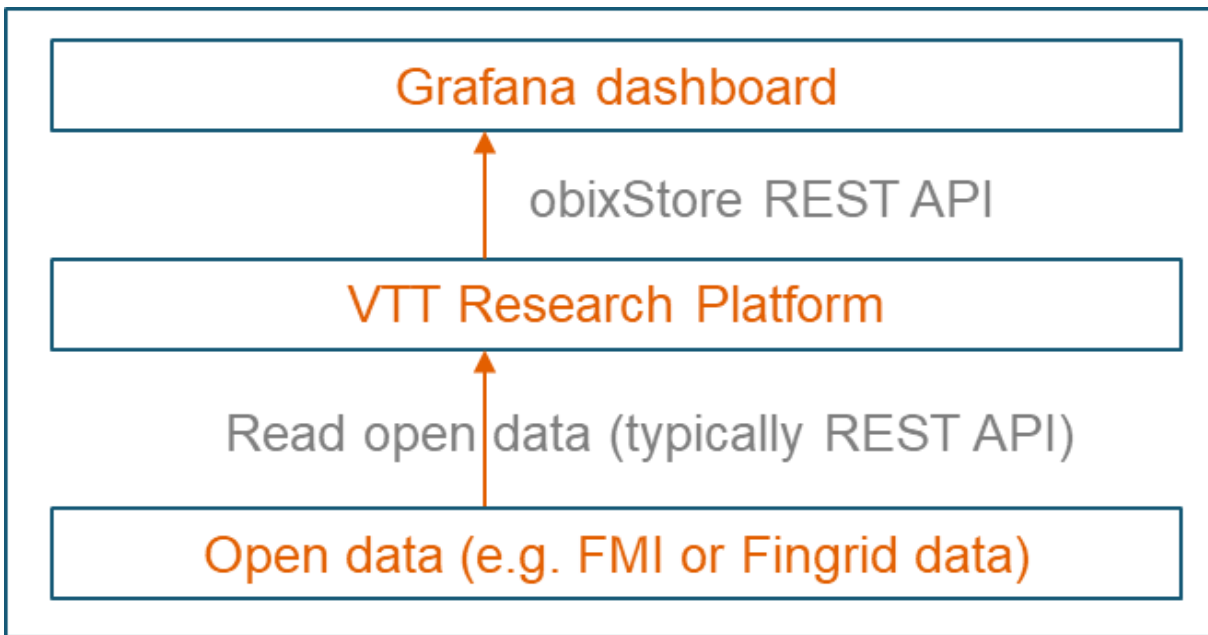 Grafana dashboard
obixStore REST API
VTT Research Platform
Read open data (typically REST API)
Open data (e.g. FMI or Fingrid data)